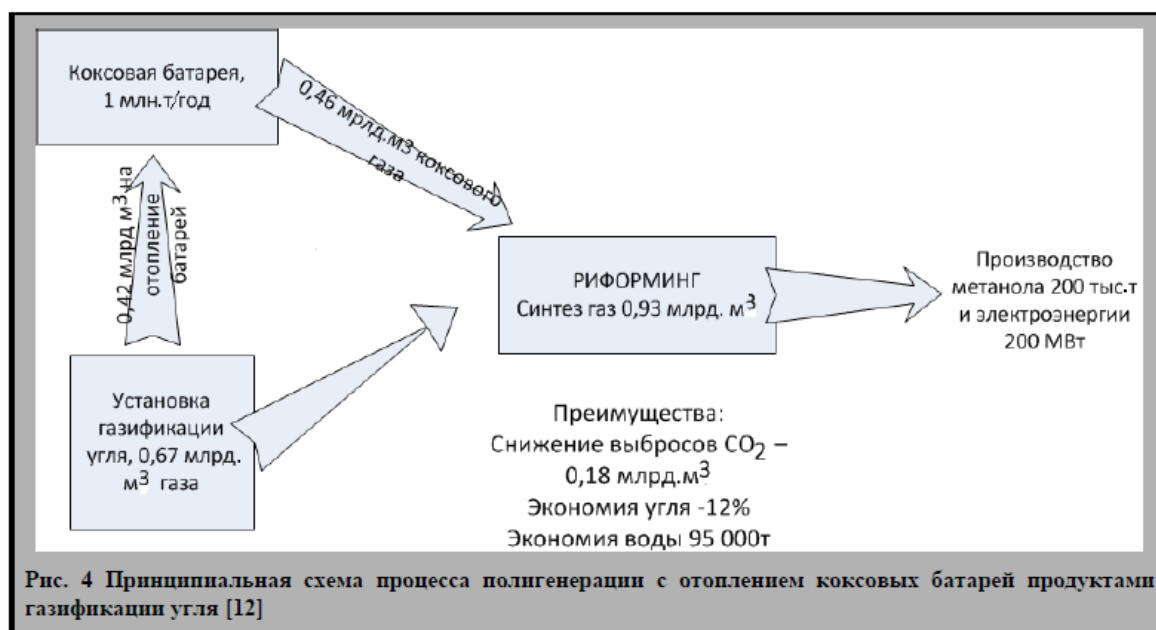 Коксовая батарея,
1 млн.т/год
0,46 мрлд.м3 коксового
газа
0,42 млрд м3 на
отопление
батарей
РИФОРМИНГ
Синтез газ 0,93 млрд. м3
Производство
метанола 200 тыс.т
и электроэнергии
200 МВт
Установка
газификации
угля, 0,67 млрд.
м3 газа
Преимущества:
Снижение выбросов CO2 –
0,18 млрд.м3
Экономия угля -12%
Экономия воды 95 000т
Рис. 4 Принципиальная схема процесса полигенерации с отоплением коксовых батарей продуктами
газификации угля [12]